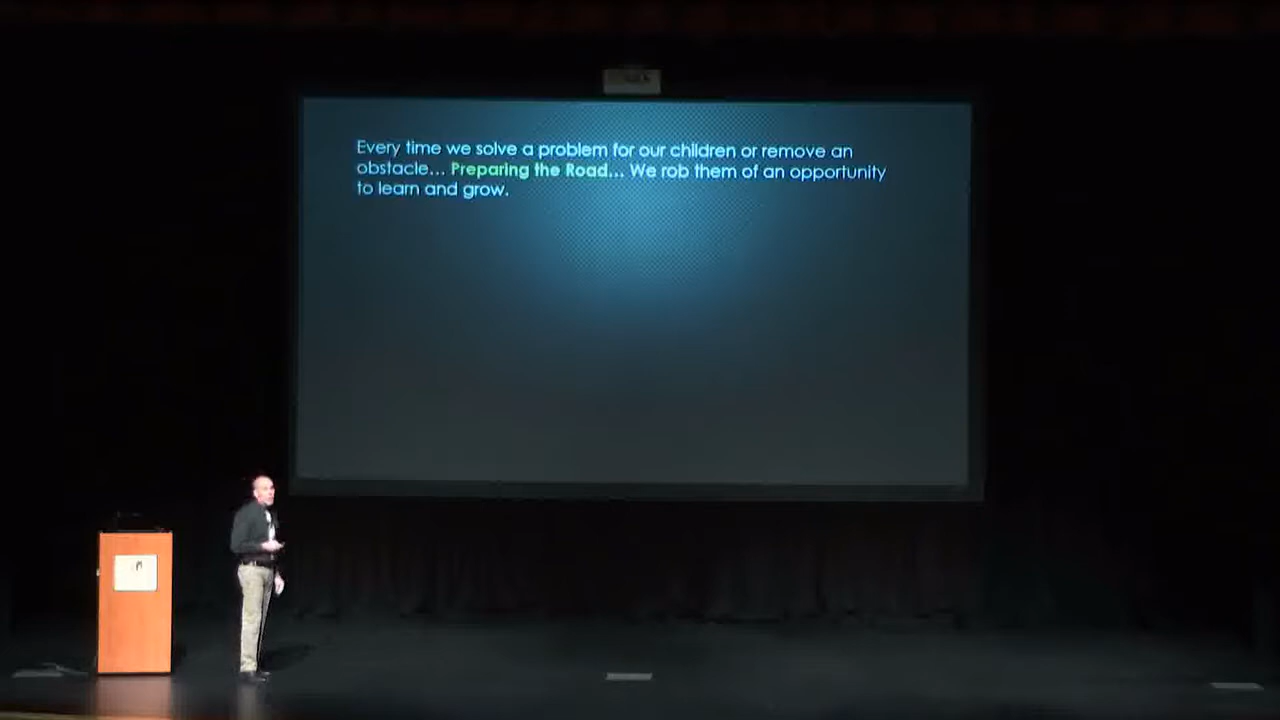 Every time we solve a problem for our children or remove an
obstacle... Preparing the Road... We rob them of an opportunity
to learn and grow.